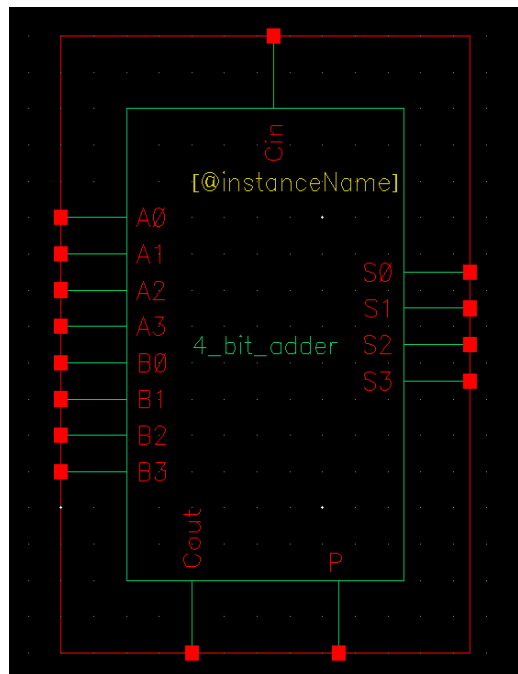 Cin
[@instanceName]
A0
A1
A2
A3
B0
B1
B2
B3
4_bit_adder
S0
S1
S2
S3
Cout
P